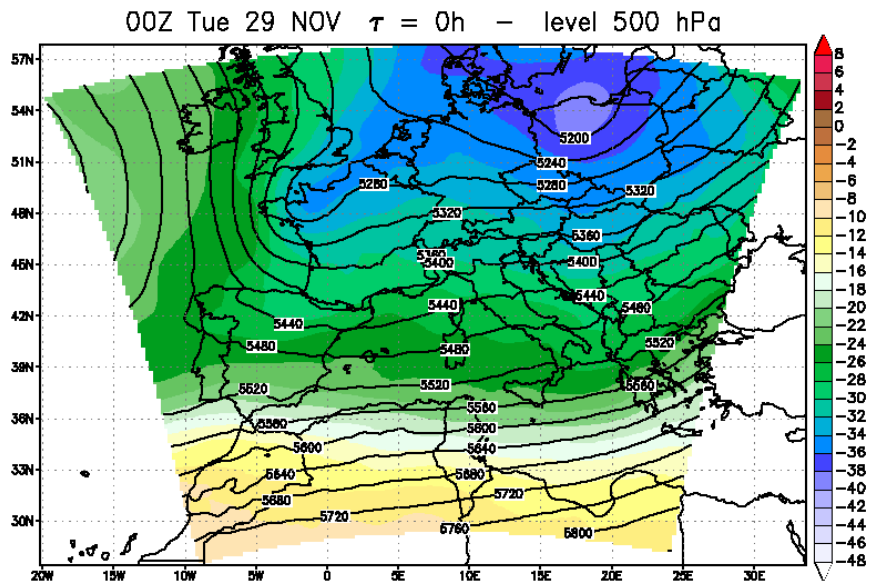 00Z Tue 29 NOV τ = 0h − level 500 hPa
57N
54N
51N
48N
45N
42N
39N
36N
33N
30N
20W 15W 10W 5W 0 5E 10E 15E 20E 25E 30E
8
6
4
2
0
−2
−4
−6
−8
−10
−12
−14
−16
−18
−20
−22
−24
−26
−28
−30
−32
−34
−36
−38
−40
−42
−44
−46
−48
5200
5240
5280 5280 5320
5320
5360
5360
5400 5400
5440 5440 5440 5480
5480 5480 5520
5520 5520 5560
5560 5560
5600
5600 5640
5640 5680
5680 5720
5720 5760 5800